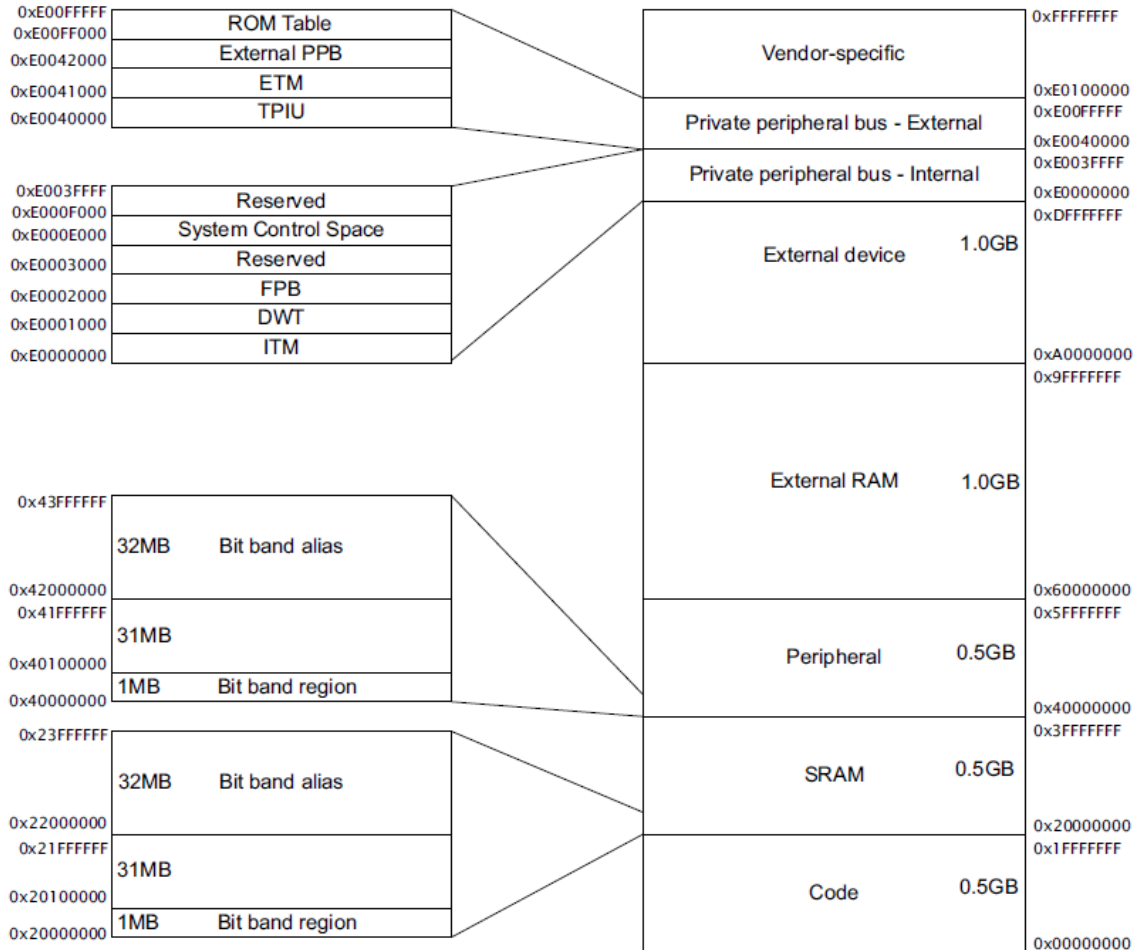 0xE00FFFFF
ROM Table
0xE00FF000
External PPB
0xE0042000
ETM
0xE0041000
TPIU
0xE0040000
0xE003FFFF
Reserved
0xE000F000
System Control Space
0xE000E000
Reserved
0xE0003000
FPB
0xE0002000
DWT
0xE0001000
ITM
0xE0000000
0x43FFFFFF
32MB Bit band alias
0x42000000
0x41FFFFFF
31MB
0x40100000
1MB Bit band region
0x40000000
0x23FFFFFF
32MB Bit band alias
0x22000000
0x21FFFFFF
31MB
0x20100000
1MB Bit band region
0x20000000
0xFFFFFFFF
Vendor-specific
0xE0100000
0xE00FFFFF
Private peripheral bus - External
0xE0040000
0xE003FFFF
Private peripheral bus - Internal
0xE0000000
0xDFFFFFFF
External device 1.0GB
0xA0000000
0x9FFFFFFF
External RAM 1.0GB
0x60000000
0x5FFFFFFF
Peripheral 0.5GB
0x40000000
0x3FFFFFFF
SRAM 0.5GB
0x20000000
0x1FFFFFFF
Code 0.5GB
0x00000000